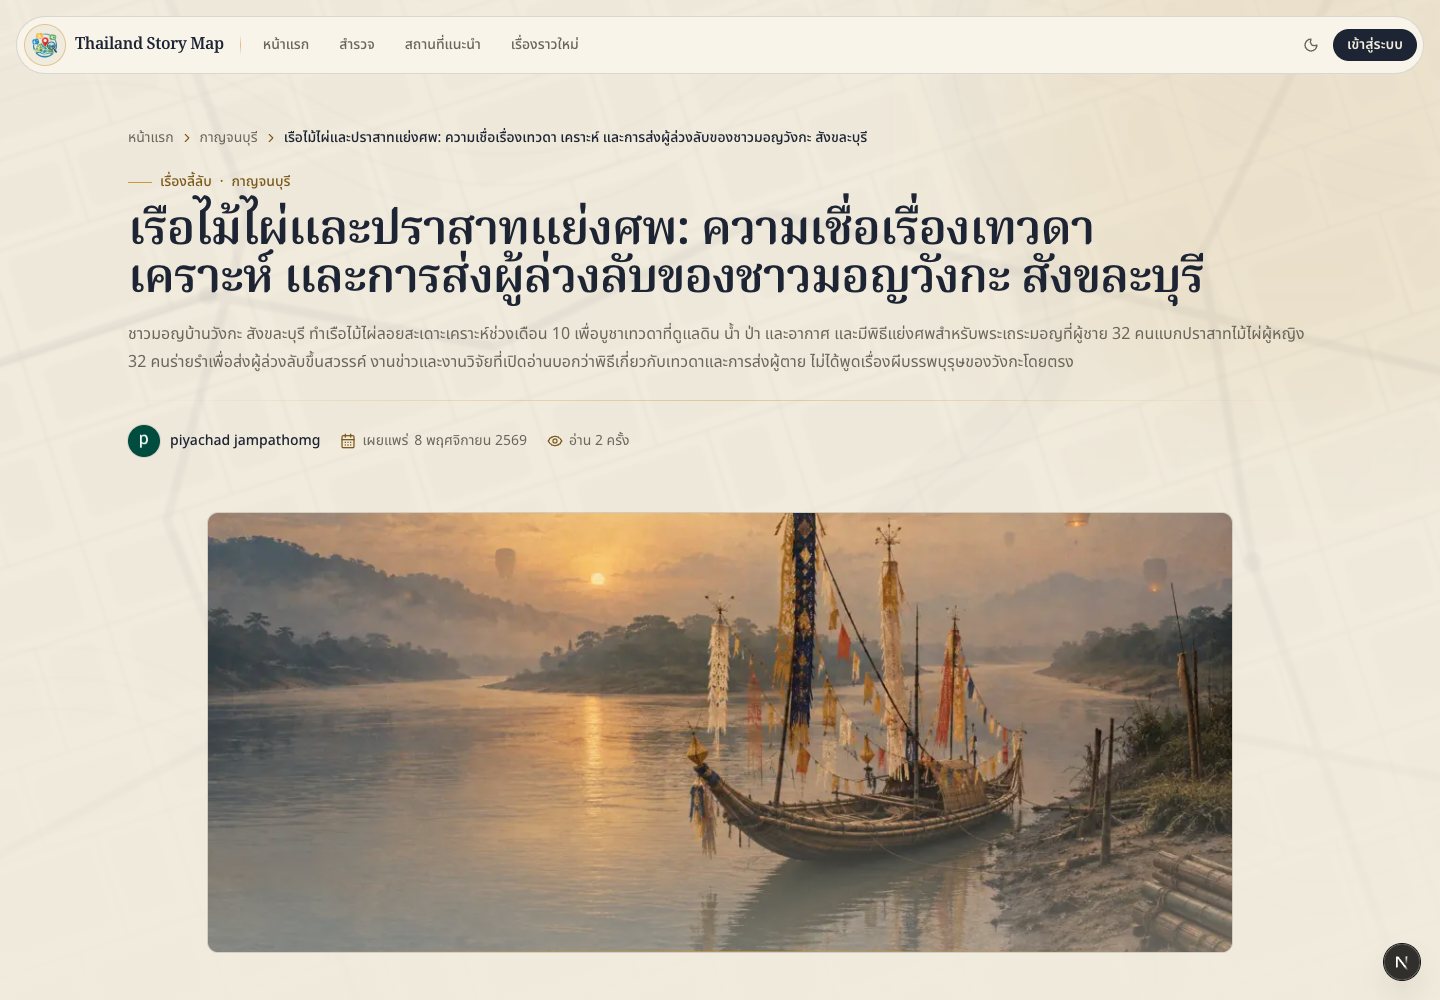 Thailand Story Map
หน้าแรก
สำรวจ
สถานที่แนะนำ
เรื่องราวใหม่
เข้าสู่ระบบ
หน้าแรก > กาญจนบุรี > เรือไม้ไผ่และปราสาทแย่งศพ: ความเชื่อเรื่องเทวดา เคราะห์ และการส่งผู้ล่วงลับของชาวมอญวังกะ สังขละบุรี
เรื่องลี้ลับ · กาญจนบุรี
เรือไม้ไผ่และปราสาทแย่งศพ: ความเชื่อเรื่องเทวดา
เคราะห์ และการส่งผู้ล่วงลับของชาวมอญวังกะ สังขละบุรี
ชาวมอญบ้านวังกะ สังขละบุรี ทำเรือไม้ไผ่ลอยสะเดาะเคราะห์ช่วงเดือน 10 เพื่อบูชาเทวดาที่ดูแลดิน น้ำ ป่า และอากาศ และมีพิธีแย่งศพสำหรับพระเถระมอญที่ผู้ชาย 32 คนแบกปราสาทไม้ไผ่ผู้หญิง
32 คนร่ายรำเพื่อส่งผู้ล่วงลับขึ้นสวรรค์ งานข่าวและงานวิจัยที่เปิดอ่านบอกว่าพิธีเกี่ยวกับเทวดาและการส่งผู้ตาย ไม่ได้พูดเรื่องผีบรรพบุรุษของวังกะโดยตรง
p
piyachad jampathomg
เผยแพร่ 8 พฤศจิกายน 2569
อ่าน 2 ครั้ง
N